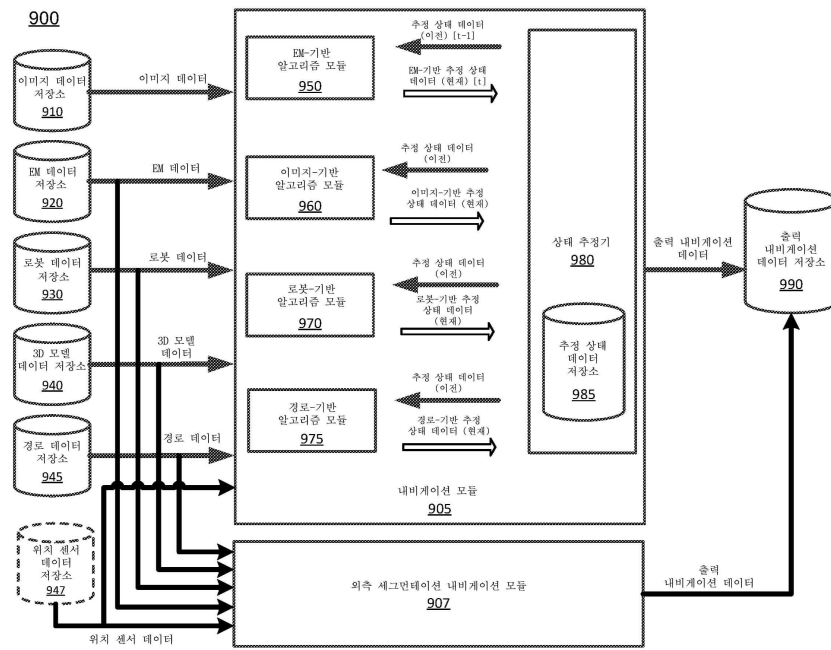 900
이미지 데이터
저장소
910
이미지 데이터
EM 데이터
저장소
920
EM 데이터
로봇 데이터
저장소
930
로봇 데이터
3D 모델
데이터 저장소
940
3D 모델
데이터
경로 데이터
저장소
945
경로 데이터
위치 센서
데이터
저장소
947
위치 센서 데이터
EM-기반
알고리즘 모듈
950
추정 상태 데이터
(이전) [t-1]
EM-기반 추정 상태
데이터 (현재) [t]
이미지-기반
알고리즘 모듈
960
추정 상태 데이터
(이전)
이미지-기반 추정
상태 데이터 (현재)
로봇-기반
알고리즘 모듈
970
추정 상태 데이터
(이전)
로봇-기반 추정
상태 데이터
(현재)
경로-기반
알고리즘 모듈
975
추정 상태 데이터
(이전)
경로-기반 추정
상태 데이터 (현재)
상태 추정기
980
추정 상태
데이터
저장소
985
내비게이션 모듈
905
출력 내비게이션
데이터
출력
내비게이션
데이터 저장소
990
외측 세그먼테이션 내비게이션 모듈
907
출력
내비게이션 데이터